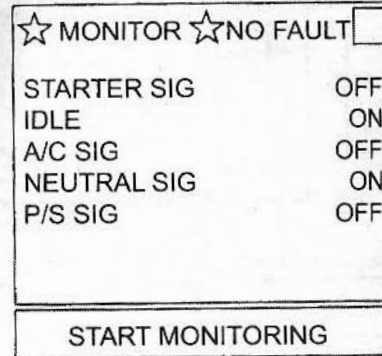 ☆ MONITOR ☆NO FAULT
STARTER SIG OFF
IDLE ON
A/C SIG OFF
NEUTRAL SIG ON
P/S SIG OFF
START MONITORING